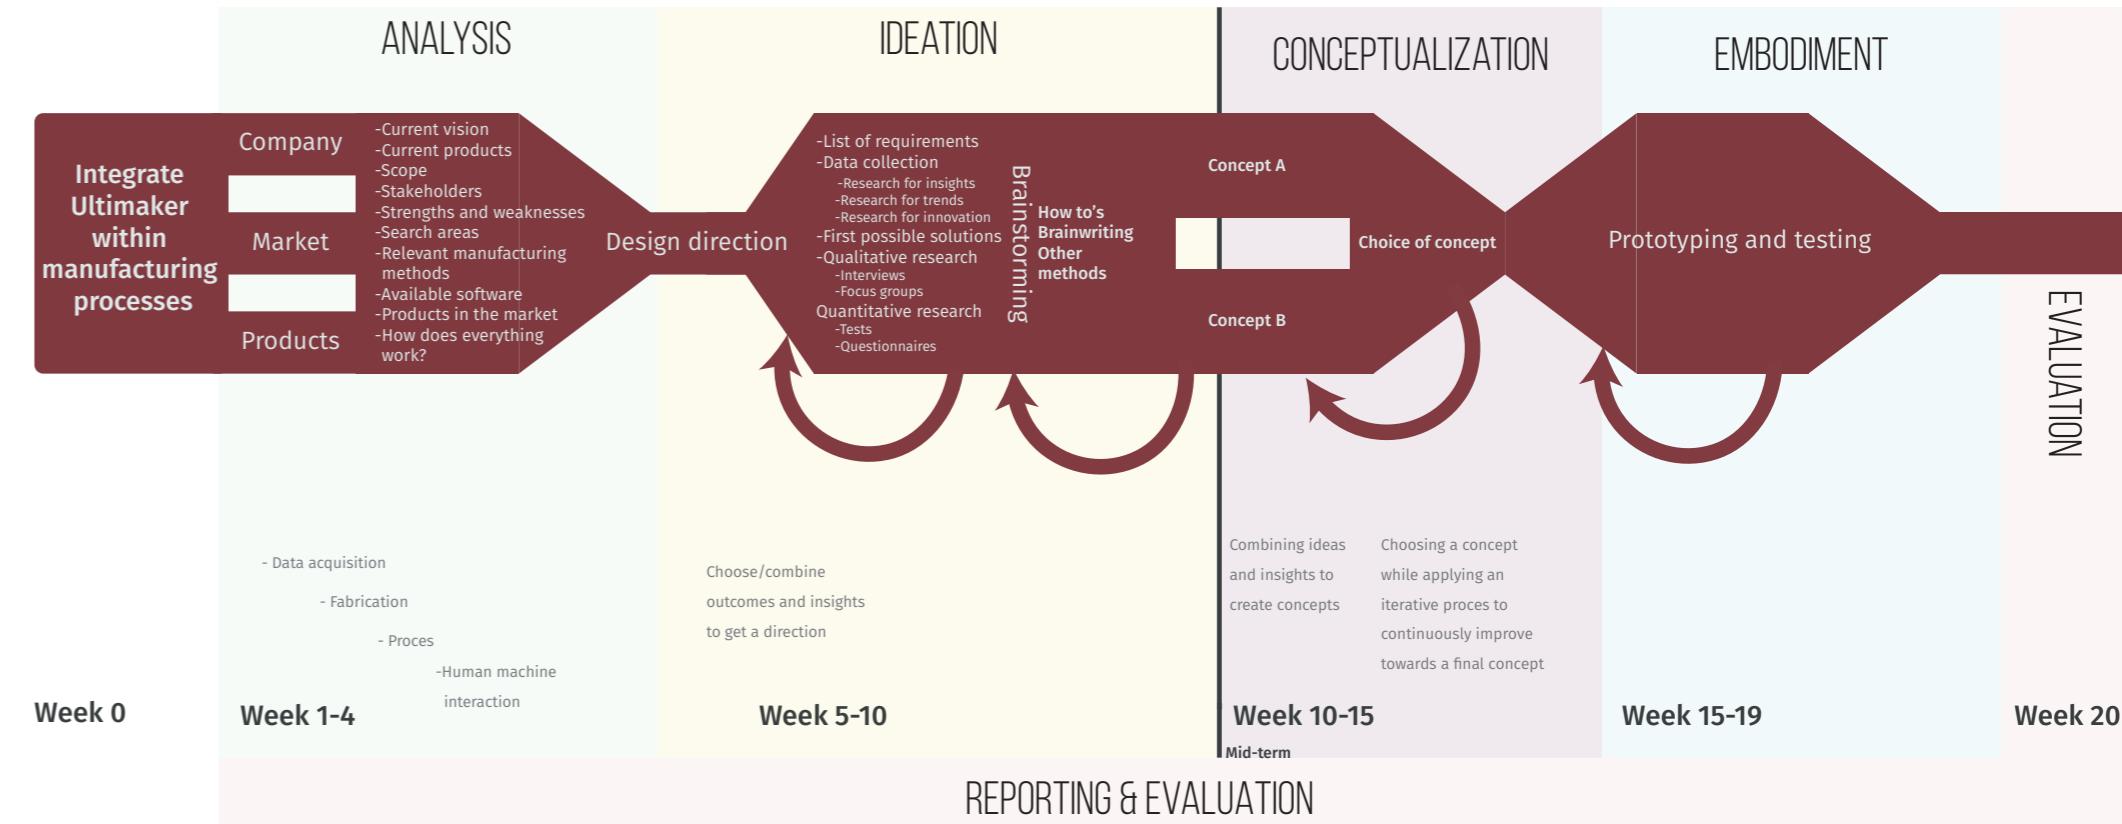 ANALYSIS
IDEATION
CONCEPTUALIZATION
EMBODIMENT
Integrate
Ultimaker
within
manufacturing
processes
Company
Market
Products
-Current vision
-Current products
-Scope
-Stakeholders
-Strengths and weaknesses
-Search areas
-Relevant manufacturing
methods
-Available software
-Products in the market
-How does everything
work?
Design direction
-List of requirements
-Data collection
-Research for insights
-Research for trends
-Research for innovation
-First possible solutions
-Qualitative research
-Interviews
-Focus groups
Quantitative research
-Tests
-Questionnaires
Brainstorming
How to’s
Brainwriting
Other
methods
Concept A
Concept B
Choice of concept
Prototyping and testing
EVALUATION
- Data acquisition
- Fabrication
- Proces
-Human machine
interaction
Choose/combine
outcomes and insights
to get a direction
Combining ideas
and insights to
create concepts
Choosing a concept
while applying an
iterative proces to
continuously improve
towards a final concept
Week 0
Week 1-4
Week 5-10
Week 10-15
Week 15-19
Week 20
Mid-term
REPORTING & EVALUATION